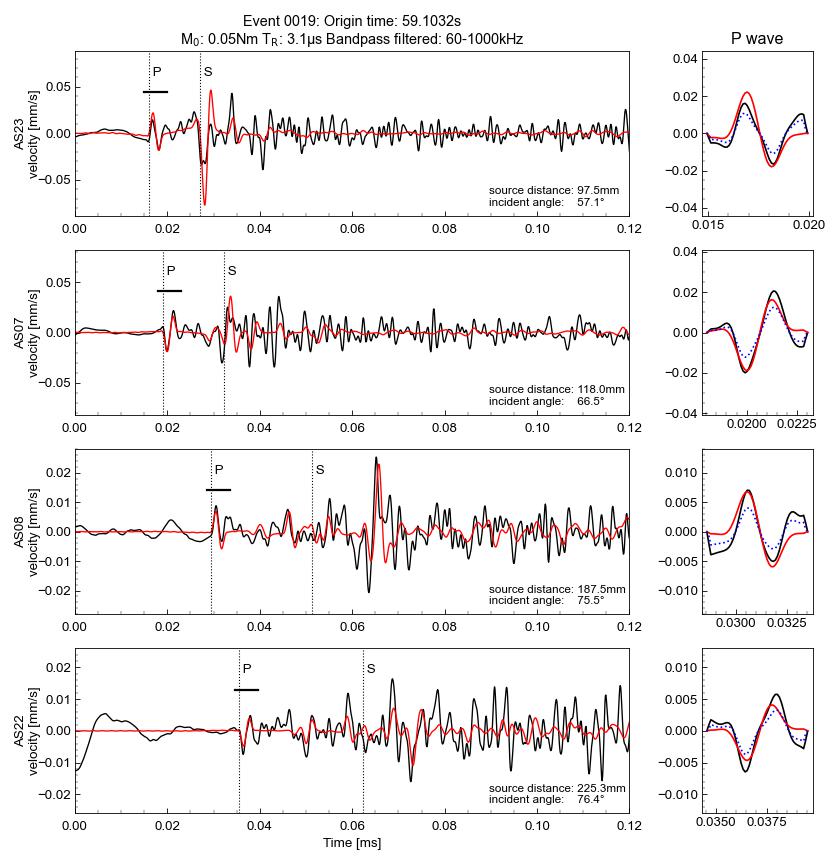 Event 0019: Origin time: 59.1032s
M0: 0.05Nm TR: 3.1μs Bandpass filtered: 60-1000kHz
P wave
AS23
velocity [mm/s]
0.05
0.00
−0.05
P
S
source distance: 97.5mm
incident angle: 57.1°
0.00 0.02 0.04 0.06 0.08 0.10 0.12
0.04
0.02
0.00
−0.02
−0.04
0.015 0.020
AS07
velocity [mm/s]
0.05
0.00
−0.05
P
S
source distance: 118.0mm
incident angle: 66.5°
0.00 0.02 0.04 0.06 0.08 0.10 0.12
0.04
0.02
0.00
−0.02
−0.04
0.0200 0.0225
AS08
velocity [mm/s]
0.02
0.01
0.00
−0.01
−0.02
P
S
source distance: 187.5mm
incident angle: 75.5°
0.00 0.02 0.04 0.06 0.08 0.10 0.12
0.010
0.005
0.000
−0.005
−0.010
0.0300 0.0325
AS22
velocity [mm/s]
0.02
0.01
0.00
−0.01
−0.02
P
S
source distance: 225.3mm
incident angle: 76.4°
0.00 0.02 0.04 0.06 0.08 0.10 0.12
Time [ms]
0.010
0.005
0.000
−0.005
−0.010
0.0350 0.0375